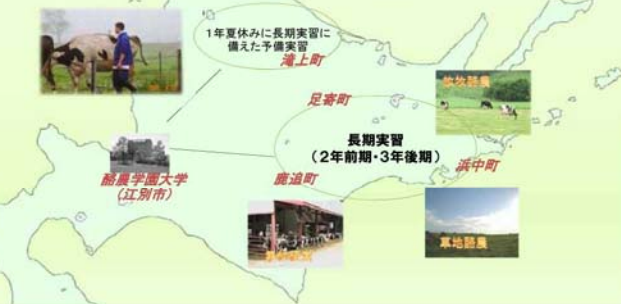 1年夏休みに長期実習に
備えた予備実習
滝上町
足寄町
放牧酪農
長期実習
(2年前期・3年後期)
浜中町
酪農学園大学
(江別市)
鹿追町
草地酪農